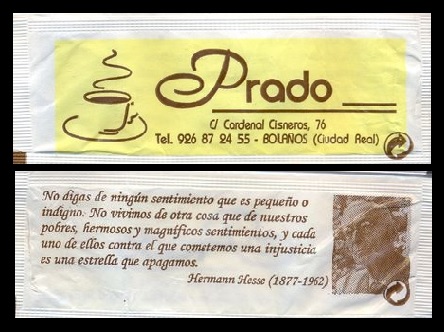 Prado
C/ Cardenal Cisneros, 76
Tel. 926 87 24 55 - BOLAÑOS (Ciudad Real)
No digas de ningún sentimiento que es pequeño o
indigno. No vivinos de otra cosa que de nuestros
pobres, hermosos y magníficos sentimientos, y cada
uno de ellos contra el que cometemos una injusticia
es una estrella que apagamos.
Hermann Hesse (1877-1962)